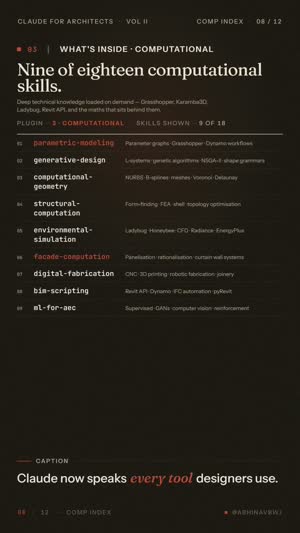 CLAUDE FOR ARCHITECTS · VOL II
COMP INDEX | 08 / 12
03 | WHAT'S INSIDE · COMPUTATIONAL
Nine of eighteen computational
skills.
Deep technical knowledge loaded on demand — Grasshopper, Karamba3D,
Ladybug, Revit API, and the maths that sits behind them.
PLUGIN · 3 · COMPUTATIONAL SKILLS SHOWN · 9 OF 18
01 parametric-modeling Parameter graphs · Grasshopper · Dynamo workflows
02 generative-design L-systems · genetic algorithms · NSGA-II · shape grammars
03 computational-geometry NURBS · B-splines · meshes · Voronoi · Delaunay
04 structural-computation Form-finding · FEA · shell · topology optimisation
05 environmental-simulation Ladybug · Honeybee · CFD · Radiance · EnergyPlus
06 facade-computation Panelisation · rationalisation · curtain wall systems
07 digital-fabrication CNC · 3D printing · robotic fabrication · joinery
08 bim-scripting Revit API · Dynamo · IFC automation · pyRevit
09 ml-for-aec Supervised · GANs · computer vision · reinforcement
CAPTION
Claude now speaks every tool designers use.
08 / 12 — COMP INDEX
@ABHINAVBWJ